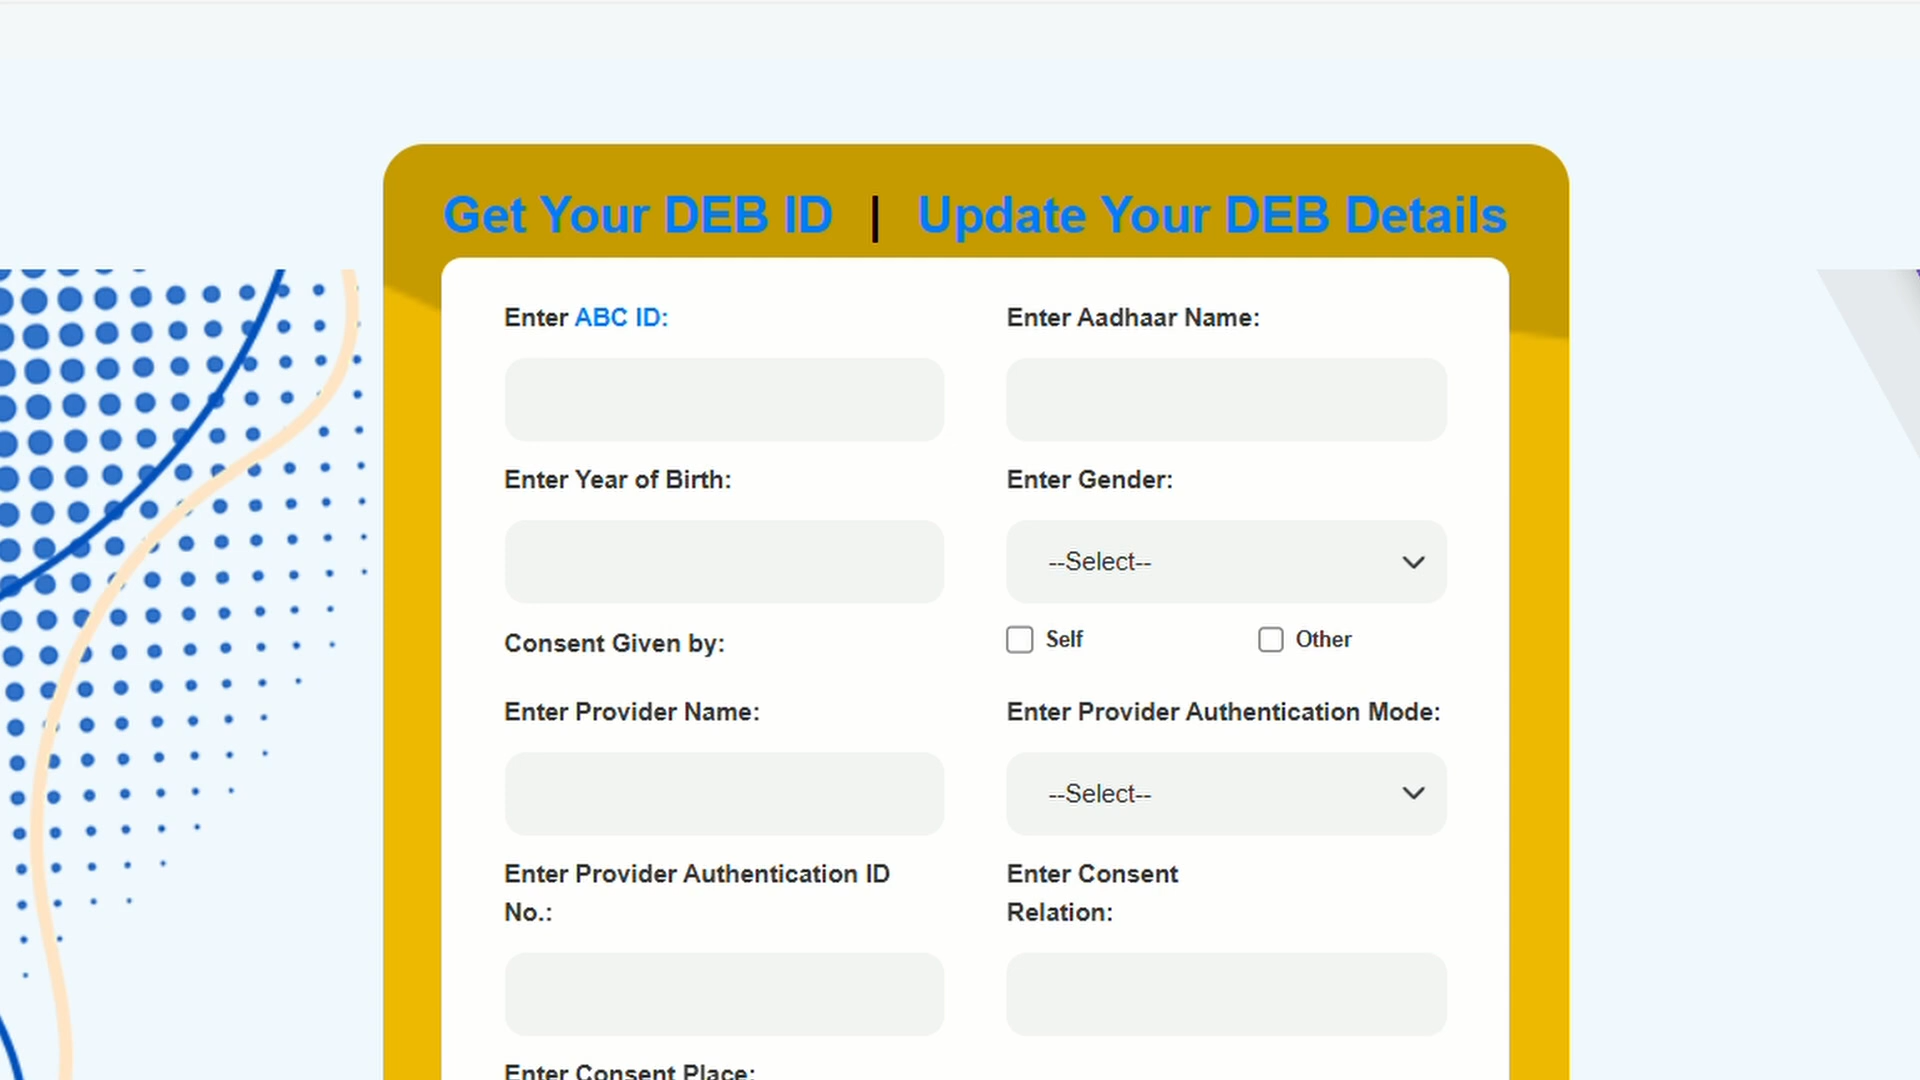 Get Your DEB ID | Update Your DEB Details
Enter ABC ID:
Enter Aadhaar Name:
Enter Year of Birth:
Enter Gender:
--Select--
Consent Given by:
Self
Other
Enter Provider Name:
Enter Provider Authentication Mode:
--Select--
Enter Provider Authentication ID
No.:
Enter Consent
Relation:
Enter Consent Place: